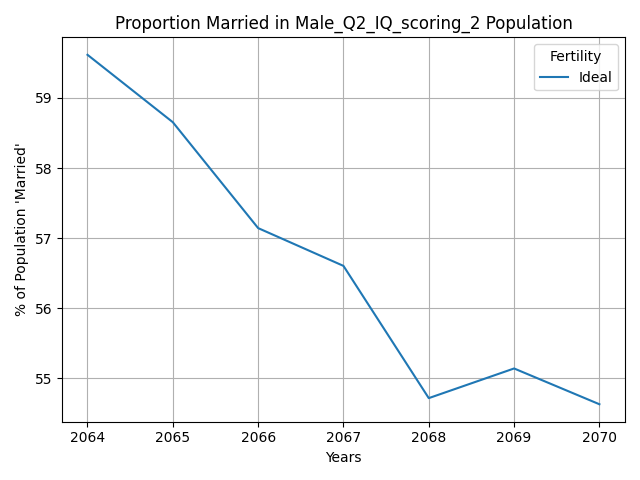 Proportion Married in Male_Q2_IQ_scoring_2 Population
Fertility
Ideal
% of Population 'Married'
59
58
57
56
55
2064 2065 2066 2067 2068 2069 2070
Years